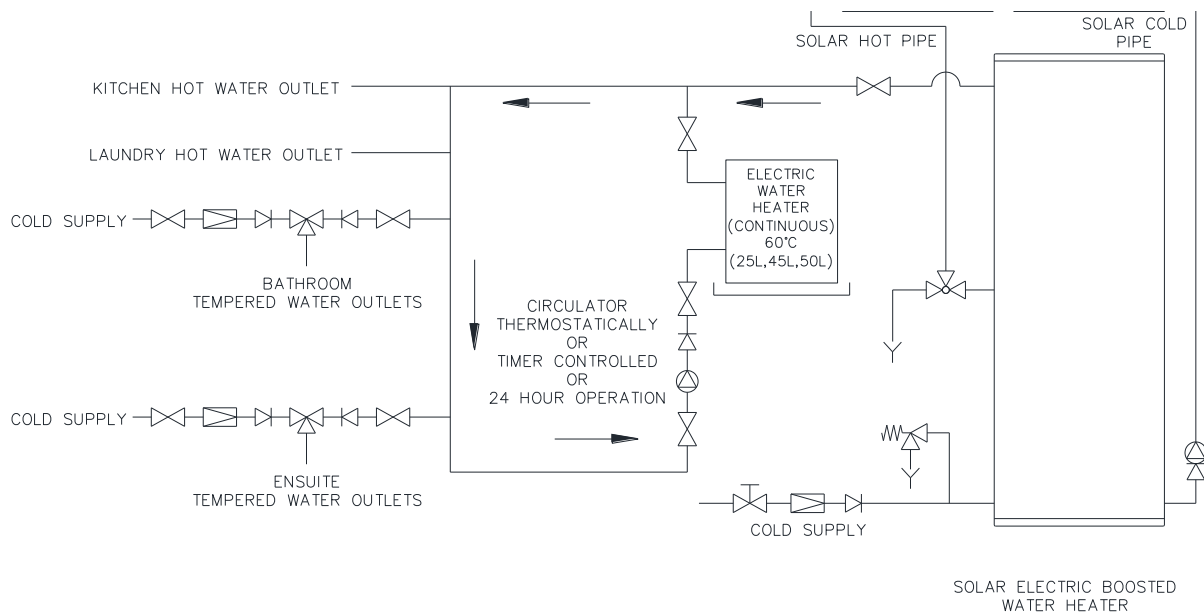 SOLAR HOT PIPE
SOLAR COLD
PIPE
KITCHEN HOT WATER OUTLET
LAUNDRY HOT WATER OUTLET
ELECTRIC
WATER
HEATER
(CONTINUOUS)
60°C
(25L,45L,50L)
COLD SUPPLY
BATHROOM
TEMPERED WATER OUTLETS
CIRCULATOR
THERMOSTATICALLY
OR
TIMER CONTROLLED
OR
24 HOUR OPERATION
COLD SUPPLY
ENSUITE
TEMPERED WATER OUTLETS
COLD SUPPLY
SOLAR ELECTRIC BOOSTED
WATER HEATER